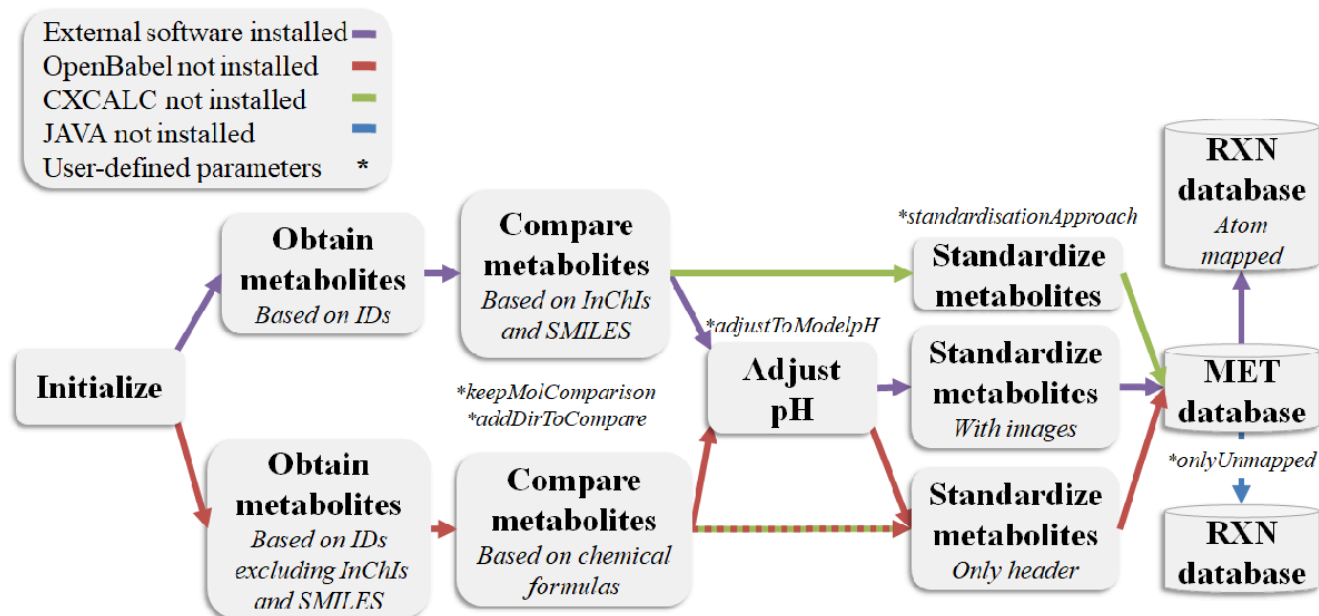 External software installed
OpenBabel not installed
CXCALC not installed
JAVA not installed
User-defined parameters *
Initialize
Obtain
metabolites
Based on IDs
Compare
metabolites
Based on InChIs
and SMILES
*keepMolComparison
*addDirToCompare
Obtain
metabolites
Based on IDs
excluding InChIs
and SMILES
Compare
metabolites
Based on chemical
formulas
*adjustToModelpH
Adjust
pH
*standardisationApproach
Standardize
metabolites
Standardize
metabolites
With images
Standardize
metabolites
Only header
RXN
database
Atom
mapped
MET
database
*onlyUnmapped
RXN
database